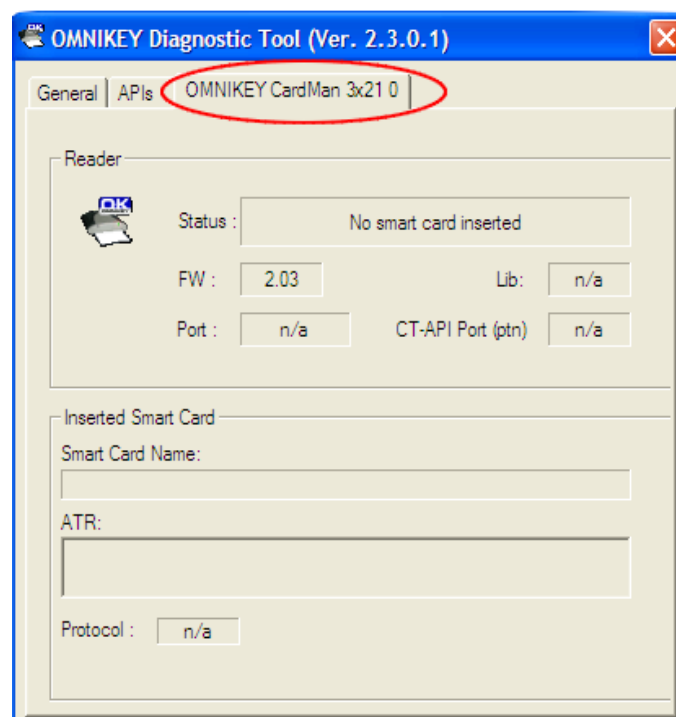 OMNIKEY Diagnostic Tool (Ver. 2.3.0.1)
General APIs OMNIKEY CardMan 3x21 0
Reader
OK
Status : No smart card inserted
FW : 2.03 Lib: n/a
Port : n/a CT-API Port (ptn) n/a
Inserted Smart Card
Smart Card Name:
ATR:
Protocol : n/a